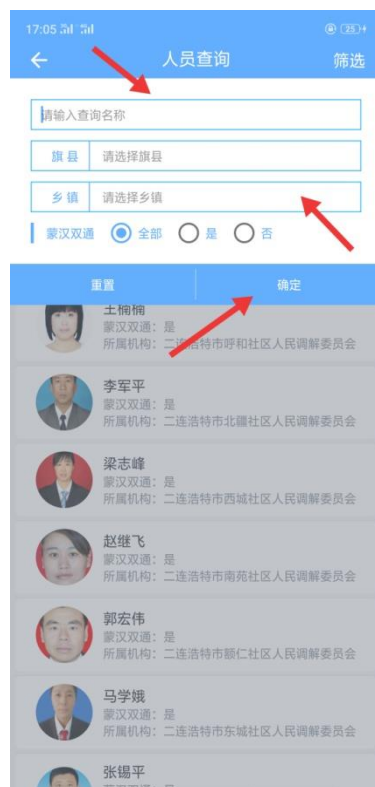 17:05
25
人员查询
筛选
请输入查询名称
旗县 请选择旗县
乡镇 请选择乡镇
蒙汉双通 全部 是 否
重置 确定
王楠楠
蒙汉双通：是
所属机构：二连浩特市呼和社区人民调解委员会
李军平
蒙汉双通：是
所属机构：二连浩特市北疆社区人民调解委员会
梁志峰
蒙汉双通：是
所属机构：二连浩特市西城社区人民调解委员会
赵继飞
蒙汉双通：是
所属机构：二连浩特市南苑社区人民调解委员会
郭宏伟
蒙汉双通：是
所属机构：二连浩特市额仁社区人民调解委员会
马学娥
蒙汉双通：是
所属机构：二连浩特市东城社区人民调解委员会
张锡平